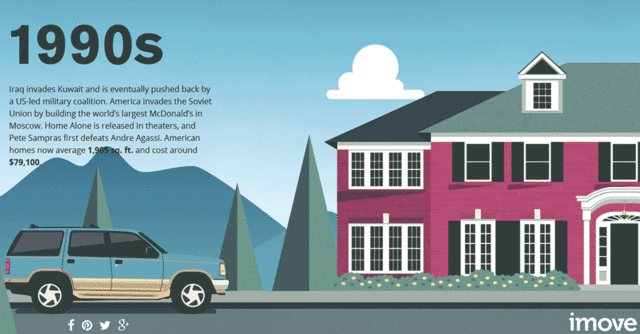 1990s
Iraq invades Kuwait and is eventually pushed back by
a US-led military coalition. America invades the Soviet
Union by building the world's largest McDonald's in
Moscow. Home Alone is released in theaters, and
Pete Sampras first defeats Andre Agassi. American
homes now average 1,905 sq. ft. and cost around
$79,100.
imove